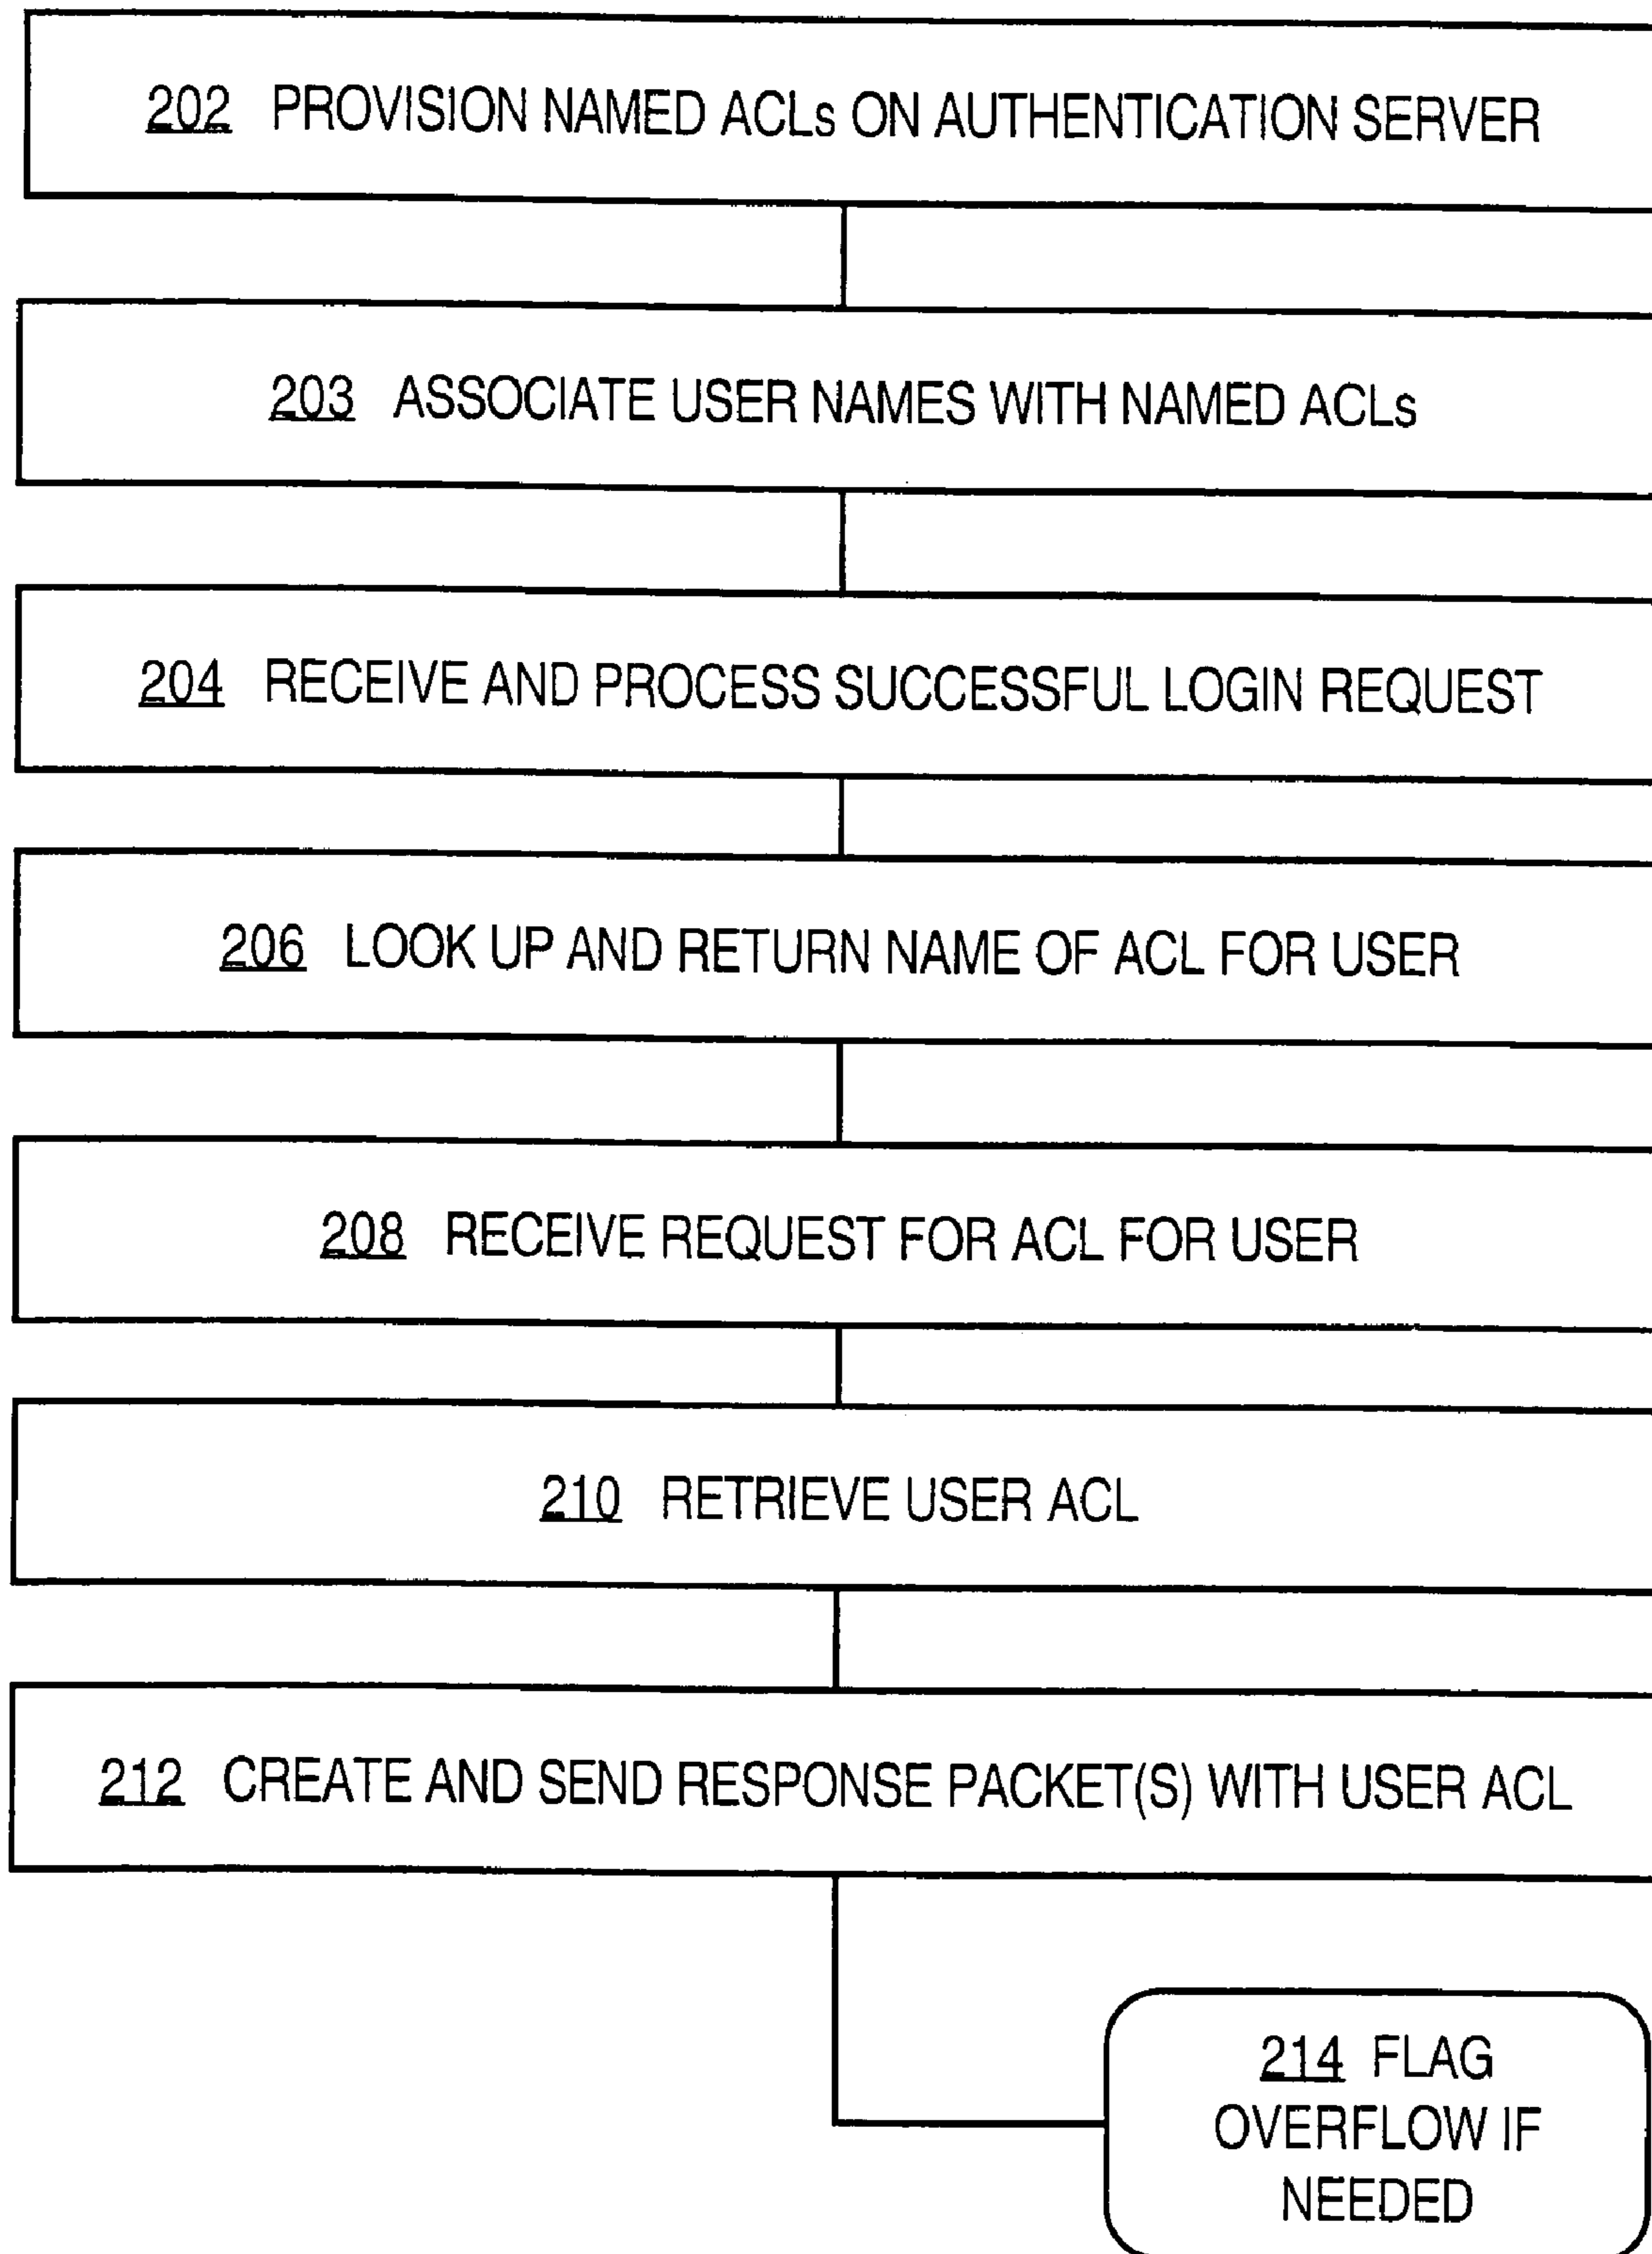 202 PROVISION NAMED ACLs ON AUTHENTICATION SERVER
203 ASSOCIATE USER NAMES WITH NAMED ACLs
204 RECEIVE AND PROCESS SUCCESSFUL LOGIN REQUEST
206 LOOK UP AND RETURN NAME OF ACL FOR USER
208 RECEIVE REQUEST FOR ACL FOR USER
210 RETRIEVE USER ACL
212 CREATE AND SEND RESPONSE PACKET(S) WITH USER ACL
214 FLAG
OVERFLOW IF
NEEDED